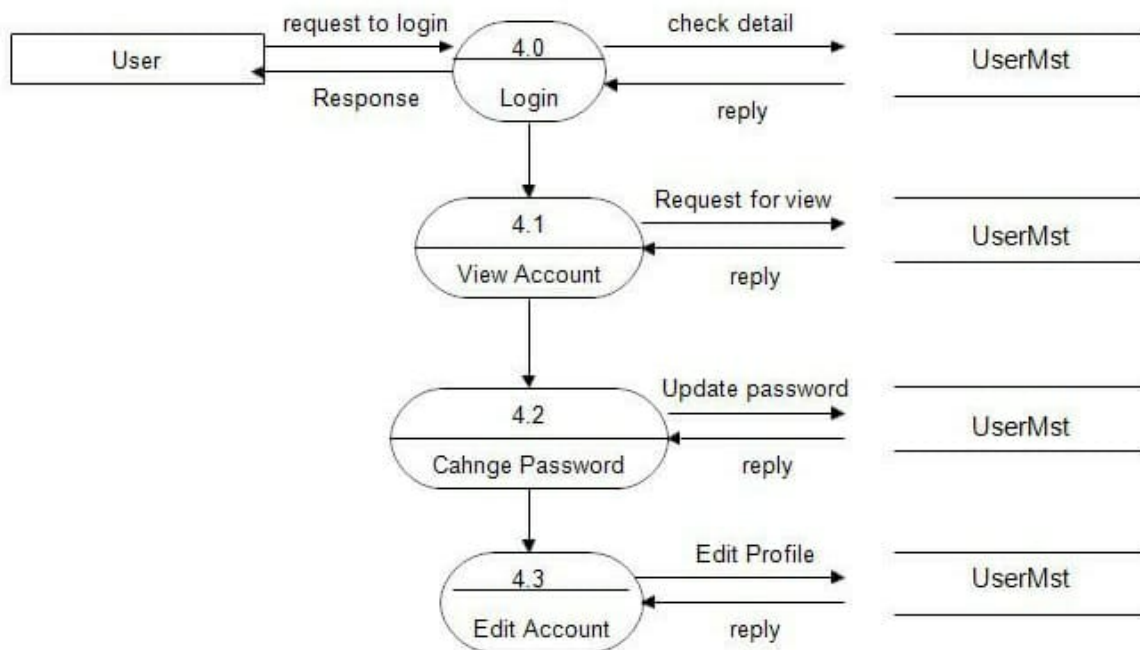 request to login
check detail
User
4.0
UserMst
Response
Login
reply
Request for view
4.1
UserMst
View Account
reply
Update password
4.2
UserMst
Cahnge Password
reply
Edit Profile
4.3
UserMst
Edit Account
reply